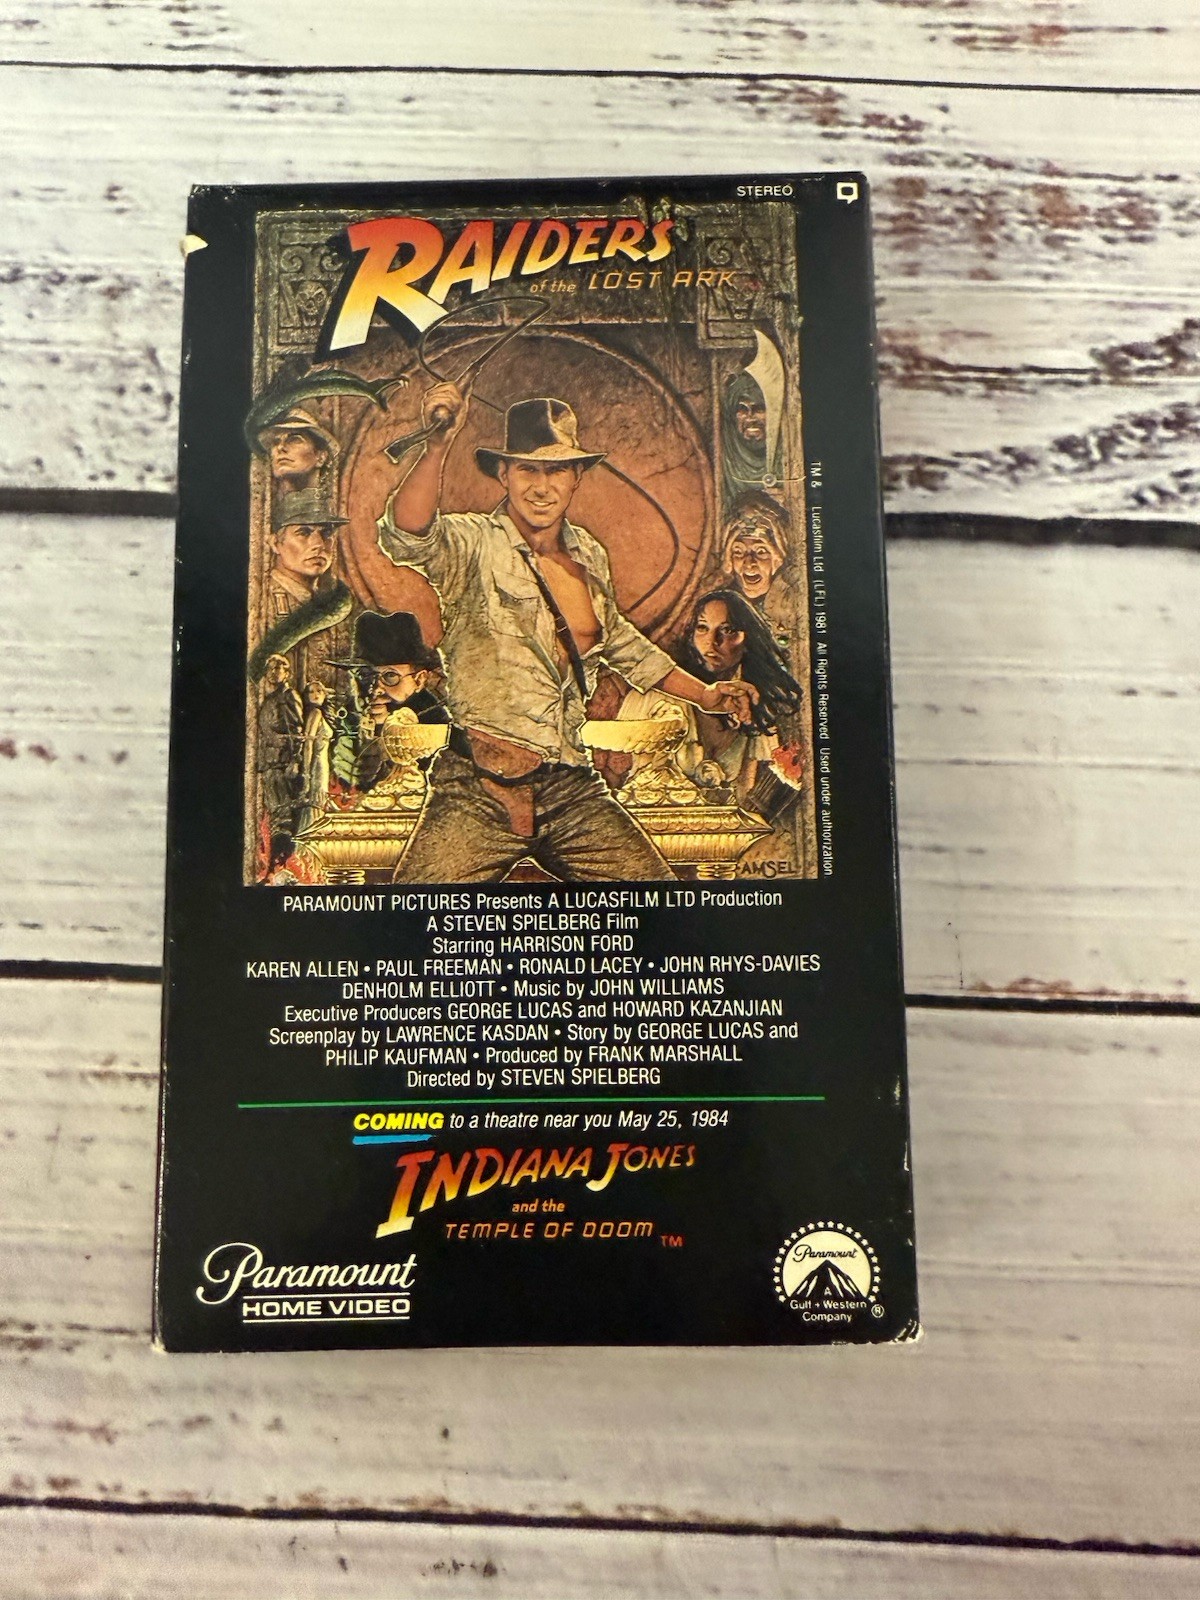 STEREO
RAIDERS
of the LOST ARK
TM & Lucasfilm Ltd (LFL) 1981 All Rights Reserved Used under authorization.
AMSEL
PARAMOUNT PICTURES Presents A LUCASFILM LTD Production
A STEVEN SPIELBERG Film
Starring HARRISON FORD
KAREN ALLEN • PAUL FREEMAN • RONALD LACEY • JOHN RHYS-DAVIES
DENHOLM ELLIOTT • Music by JOHN WILLIAMS
Executive Producers GEORGE LUCAS and HOWARD KAZANJIAN
Screenplay by LAWRENCE KASDAN • Story by GEORGE LUCAS and
PHILIP KAUFMAN • Produced by FRANK MARSHALL
Directed by STEVEN SPIELBERG
COMING to a theatre near you May 25, 1984
INDIANA JONES
and the
TEMPLE OF DOOM TM
Paramount
HOME VIDEO
Paramount
A
Gulf + Western
Company ®